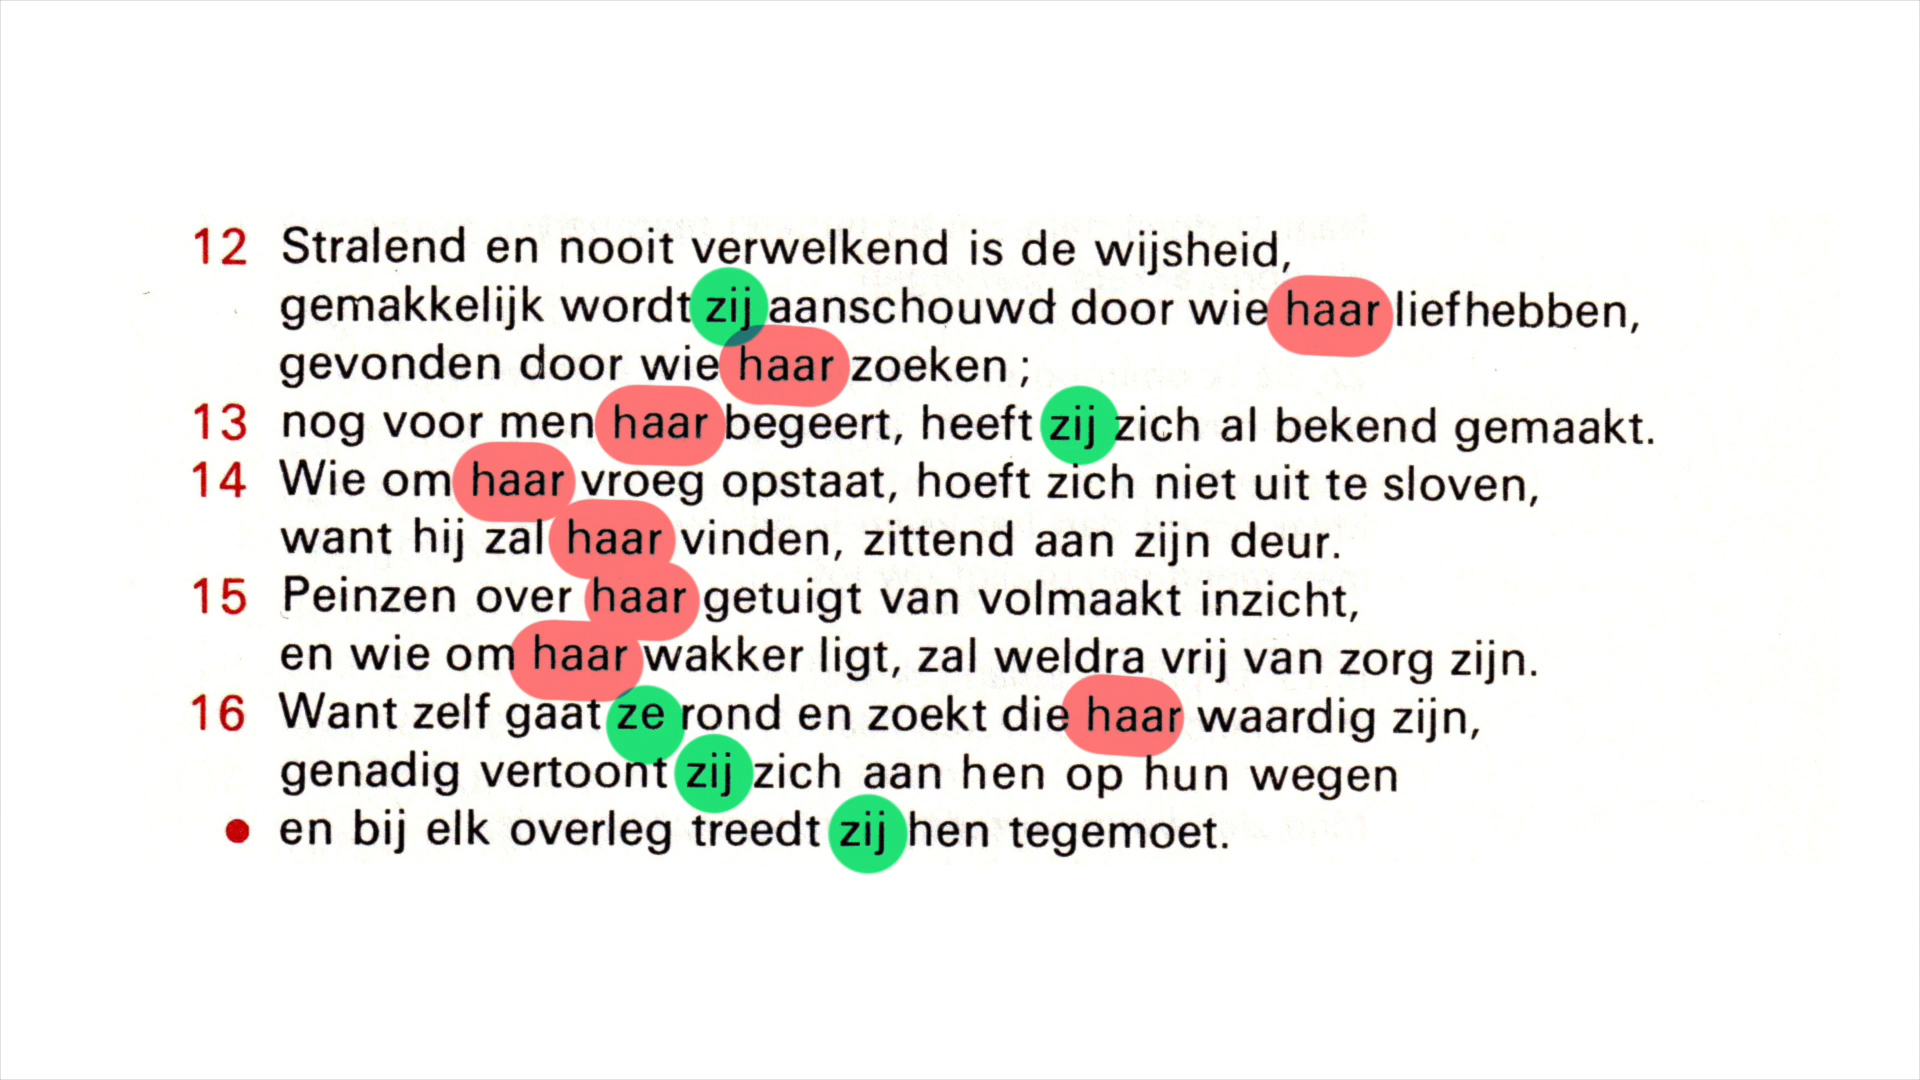 12 Stralend en nooit verwelkend is de wijsheid,
gemakkelijk wordt zij aanschouwd door wie haar liefhebben,
gevonden door wie haar zoeken;
13 nog voor men haar begeert, heeft zij zich al bekend gemaakt.
14 Wie om haar vroeg opstaat, hoeft zich niet uit te sloven,
want hij zal haar vinden, zittend aan zijn deur.
15 Peinzen over haar getuigt van volmaakt inzicht,
en wie om haar wakker ligt, zal weldra vrij van zorg zijn.
16 Want zelf gaat ze rond en zoekt die haar waardig zijn,
genadig vertoont zij zich aan hen op hun wegen
• en bij elk overleg treedt zij hen tegemoet.